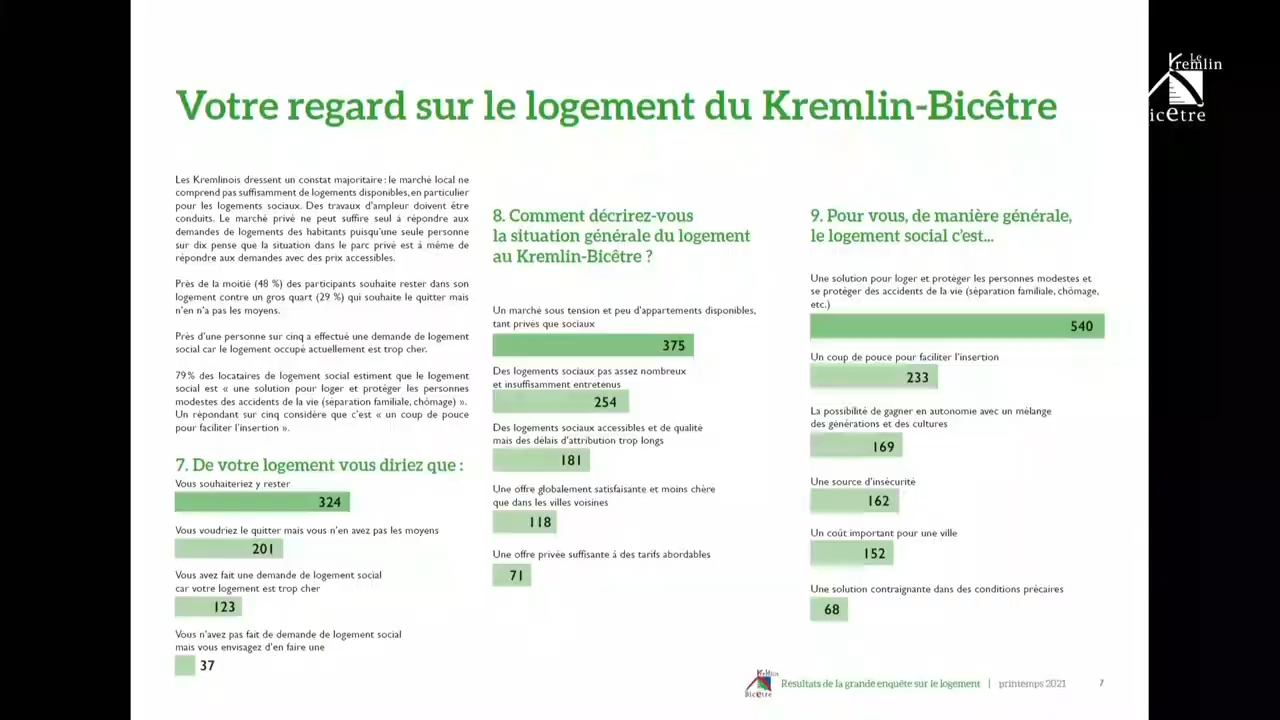 Le
Kremlin
Bicetre
Votre regard sur le logement du Kremlin-Bicêtre
Les Kremlinois dressent un constat majoritaire : le marché local ne
comprend pas suffisamment de logements disponibles, en particulier
pour les logements sociaux. Des travaux d'ampleur doivent être
conduits. Le marché privé ne peut suffire seul à répondre aux
demandes de logements des habitants puisqu'une seule personne
sur dix pense que la situation dans le parc privé est à même de
répondre aux demandes avec des prix accessibles.
Près de la moitié (48 %) des participants souhaite rester dans son
logement contre un gros quart (29 %) qui souhaite le quitter mais
n'en n'a pas les moyens.
Près d'une personne sur cinq a effectué une demande de logement
social car le logement occupé actuellement est trop cher.
79% des locataires de logement social estiment que le logement
social est « une solution pour loger et protéger les personnes
modestes des accidents de la vie (séparation familiale, chômage) ».
Un répondant sur cinq considère que c'est « un coup de pouce
pour faciliter l'insertion ».
7. De votre logement vous diriez que :
Vous souhaiteriez y rester
324
Vous voudriez le quitter mais vous n'en avez pas les moyens
201
Vous avez fait une demande de logement social
car votre logement est trop cher
123
Vous n'avez pas fait de demande de logement social
mais vous envisagez d'en faire une
37
8. Comment décrirez-vous
la situation générale du logement
au Kremlin-Bicêtre ?
Un marché sous tension et peu d'appartements disponibles,
tant privés que sociaux
375
Des logements sociaux pas assez nombreux
et insuffisamment entretenus
254
Des logements sociaux accessibles et de qualité
mais des délais d'attribution trop longs
181
Une offre globalement satisfaisante et moins chère
que dans les villes voisines
118
Une offre privée suffisante à des tarifs abordables
71
9. Pour vous, de manière générale,
le logement social c'est...
Une solution pour loger et protéger les personnes modestes et
se protéger des accidents de la vie (séparation familiale, chômage,
etc.)
540
Un coup de pouce pour faciliter l'insertion
233
La possibilité de gagner en autonomie avec un mélange
des générations et des cultures
169
Une source d'insécurité
162
Un coût important pour une ville
152
Une solution contraignante dans des conditions précaires
68
Kremlin
Bicetre
Résultats de la grande enquête sur le logement | printemps 2021 7